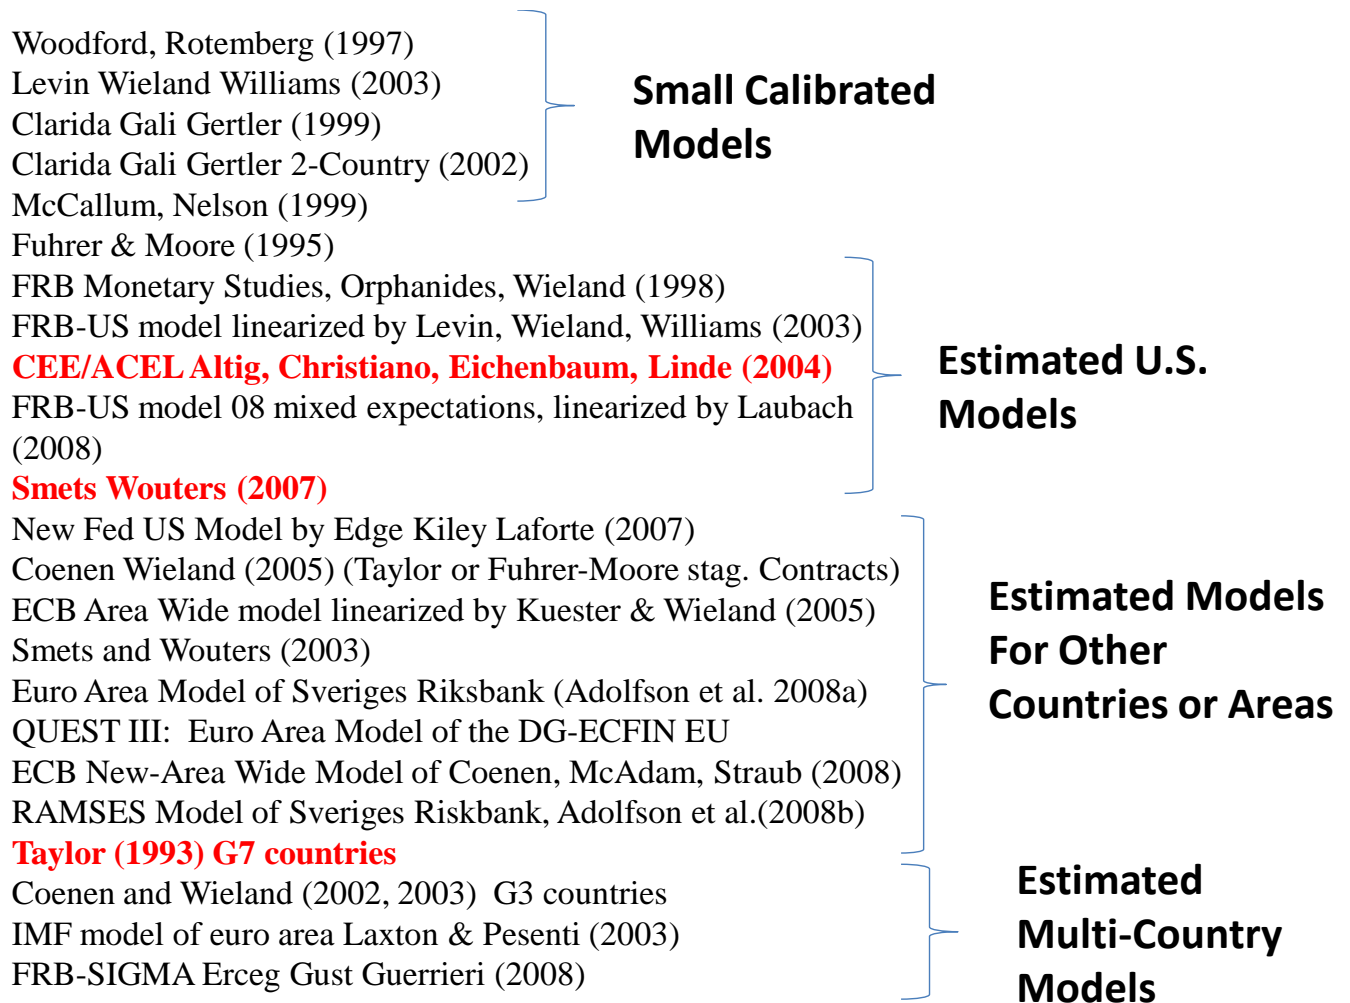 Woodford, Rotemberg (1997)
Levin Wieland Williams (2003)
Clarida Gali Gertler (1999)
Clarida Gali Gertler 2-Country (2002)
McCallum, Nelson (1999)
Small Calibrated
Models
Fuhrer & Moore (1995)
FRB Monetary Studies, Orphanides, Wieland (1998)
FRB-US model linearized by Levin, Wieland, Williams (2003)
CEE/ACEL Altig, Christiano, Eichenbaum, Linde (2004)
FRB-US model 08 mixed expectations, linearized by Laubach
(2008)
Smets Wouters (2007)
Estimated U.S.
Models
New Fed US Model by Edge Kiley Laforte (2007)
Coenen Wieland (2005) (Taylor or Fuhrer-Moore stag. Contracts)
ECB Area Wide model linearized by Kuester & Wieland (2005)
Smets and Wouters (2003)
Euro Area Model of Sveriges Riksbank (Adolfson et al. 2008a)
QUEST III: Euro Area Model of the DG-ECFIN EU
ECB New-Area Wide Model of Coenen, McAdam, Straub (2008)
RAMSES Model of Sveriges Riskbank, Adolfson et al.(2008b)
Estimated Models
For Other
Countries or Areas
Taylor (1993) G7 countries
Coenen and Wieland (2002, 2003) G3 countries
IMF model of euro area Laxton & Pesenti (2003)
FRB-SIGMA Erceg Gust Guerrieri (2008)
Estimated
Multi-Country
Models